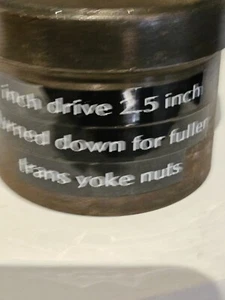 inch drive 2.5 inch
turned down for fuller
trans yoke nuts